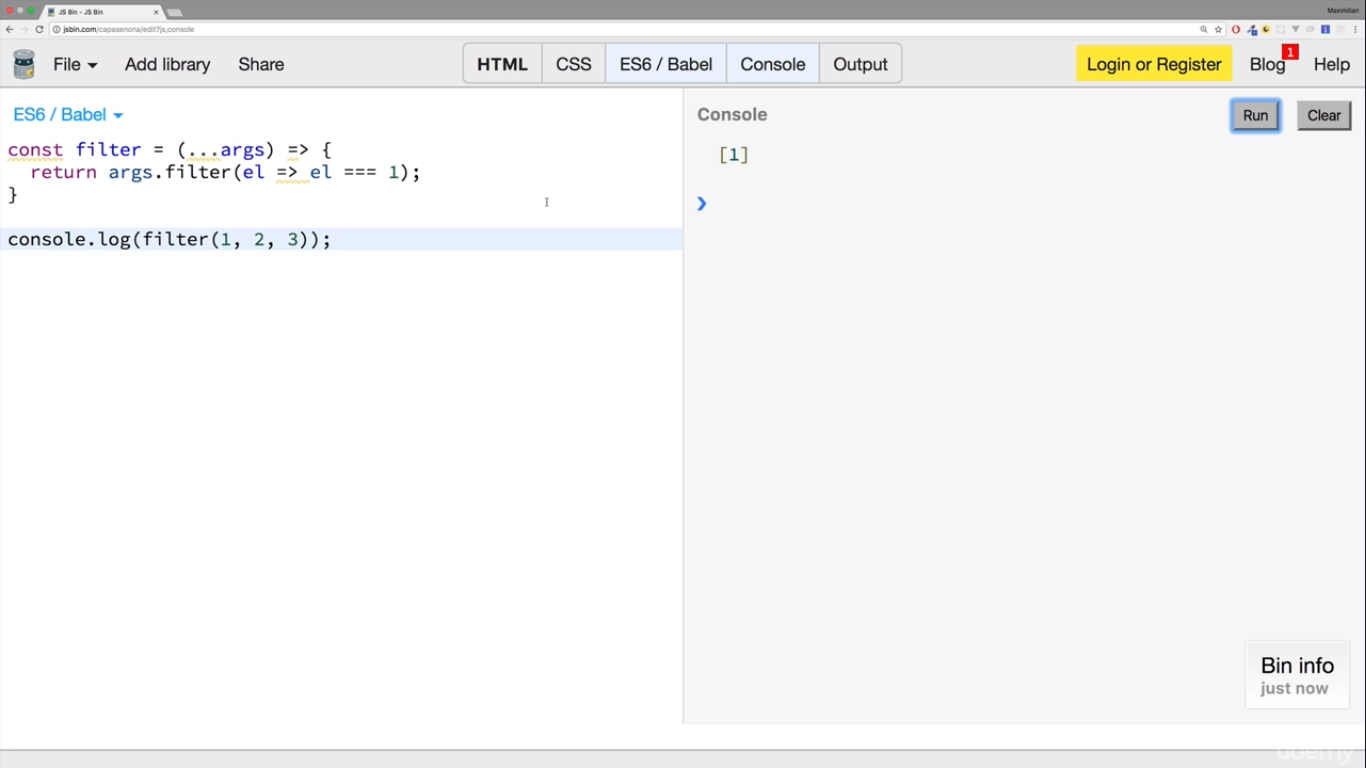 JS Bin - JS Bin
Maximilian
jsbin.com/capasenona/edit?js,console
File Add library Share HTML CSS ES6 / Babel Console Output Login or Register Blog 1 Help
ES6 / Babel
const filter = (...args) => {
  return args.filter(el => el === 1);
}
console.log(filter(1, 2, 3));
Console Run Clear
[1]
Bin info
just now
udemy